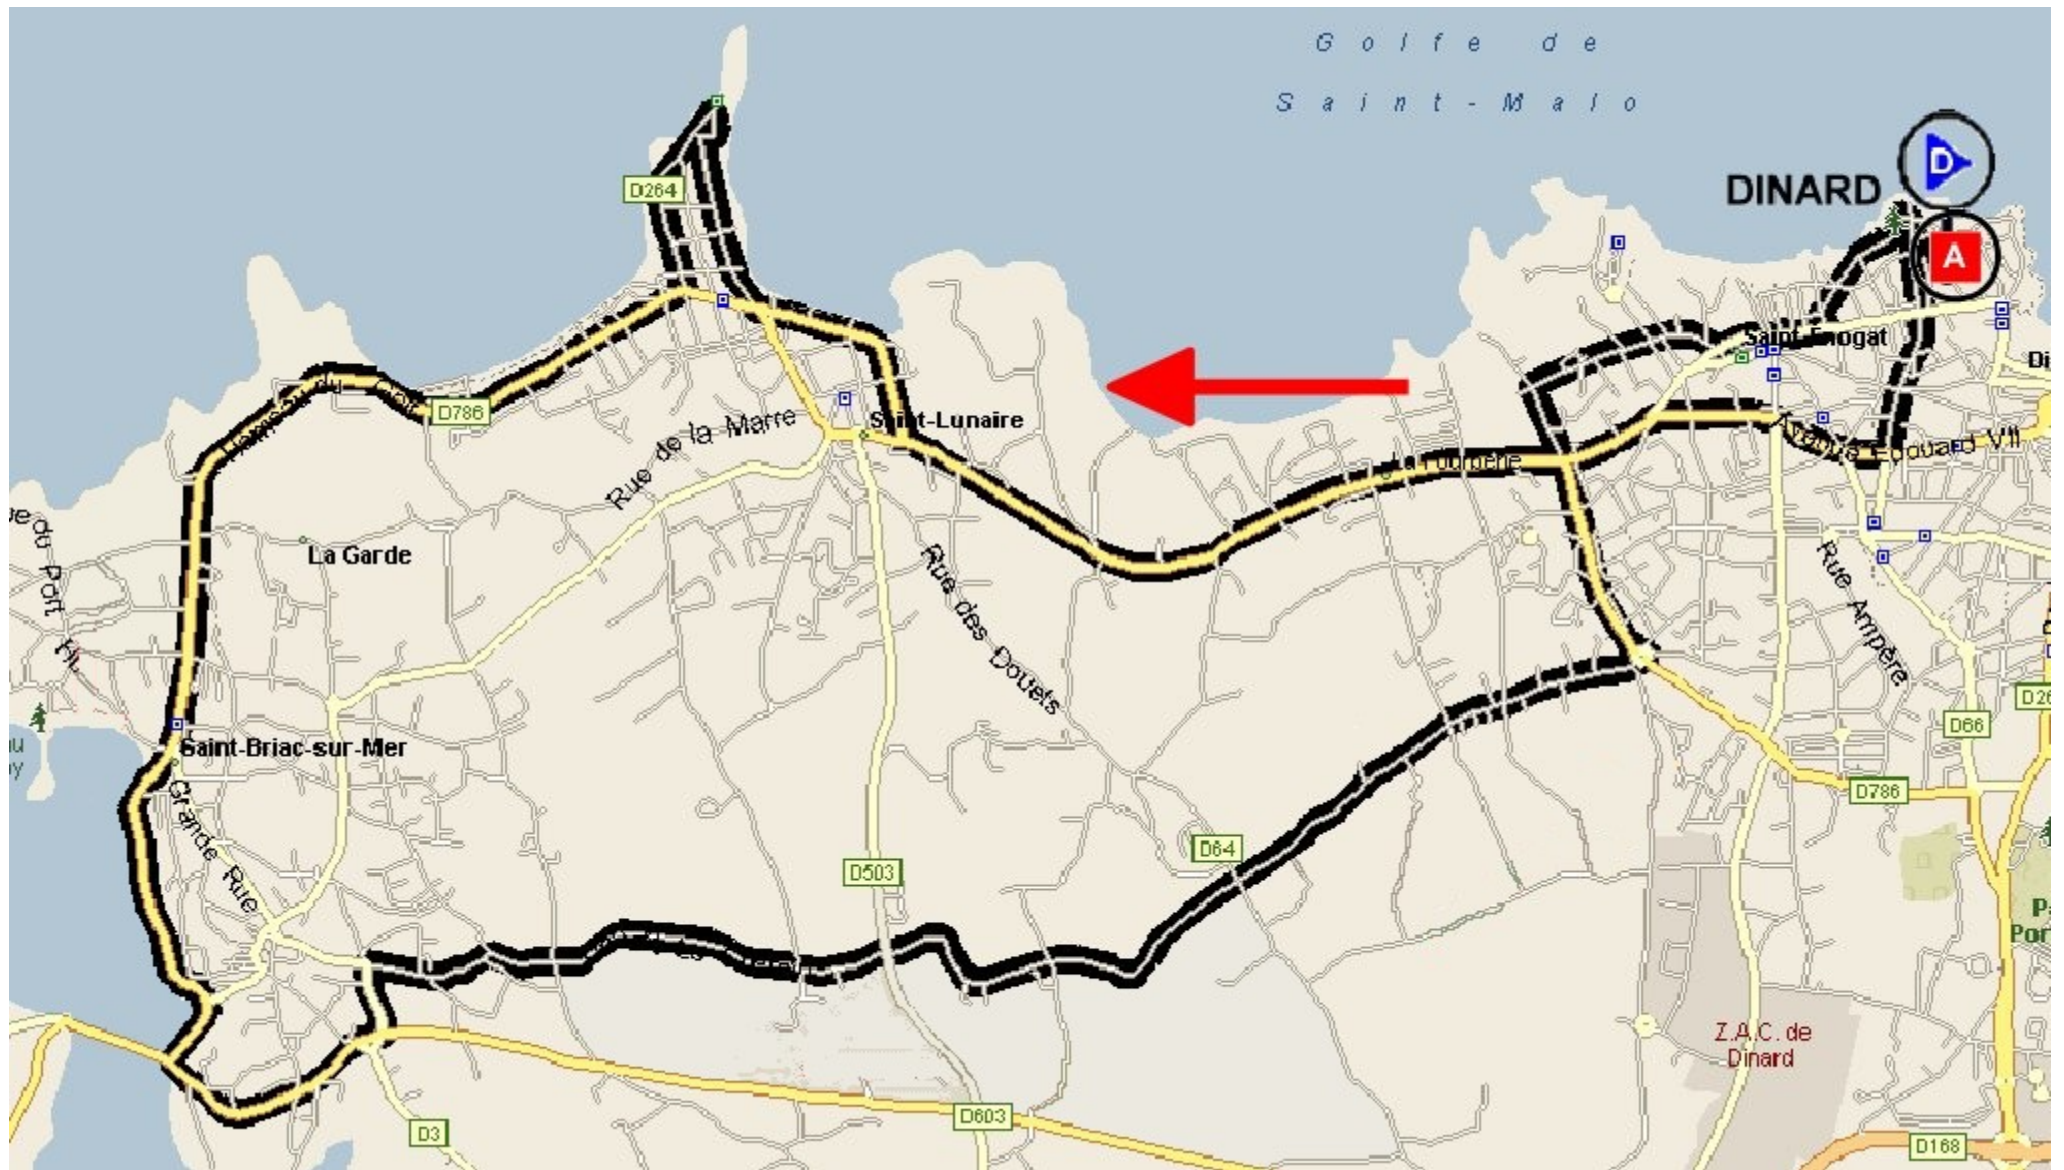 Golfe de
Saint-Malo
D
DINARD
D264
A
Saint-Enogat
D786
Rue de la Marre
Saint-Lunaire
La Fourberie
Avenue Edouard VII
La Garde
Rue des Douets
Rue Ampère
D66
Saint-Briac-sur-Mer
Grande Rue
D786
D64
D503
Z.A.C. de
Dinard
D603
D3
D168